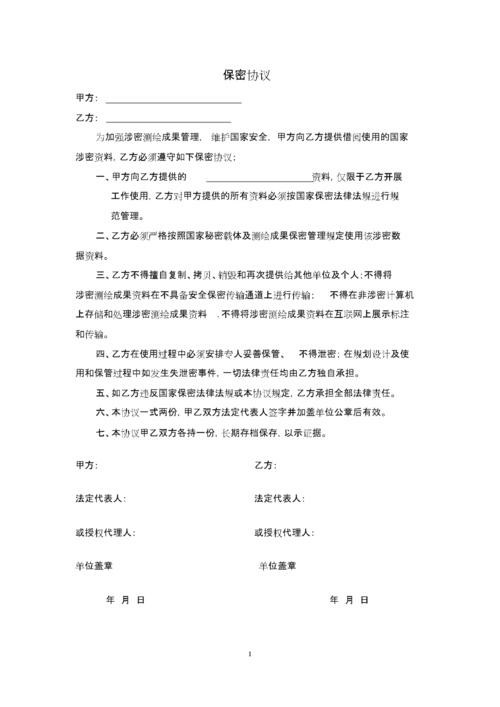 保密协议
甲方：
乙方：
为加强涉密测绘成果管理， 维护国家安全，甲方向乙方提供借阅使用的国家
涉密资料，乙方必须遵守如下保密协议；
一、甲方向乙方提供的 资料，仅限于乙方开展
工作使用，乙方对甲方提供的所有资料必须按国家保密法律法规进行规
范管理。
二、乙方必须严格按照国家秘密载体及测绘成果保密管理规定使用该涉密数
据资料。
三、乙方不得擅自复制、拷贝、销毁和再次提供给其他单位及个人；不得将
涉密测绘成果资料在不具备安全保密传输通道上进行传输； 不得在非涉密计算机
上存储和处理涉密测绘成果资料 ，不得将涉密测绘成果资料在互联网上展示标注
和传输。
四、乙方在使用过程中必须安排专人妥善保管、 不得泄密；在规划设计及使
用和保管过程中如发生失泄密事件，一切法律责任均由乙方独自承担。
五、如乙方违反国家保密法律法规或本协议规定，乙方承担全部法律责任。
六、本协议一式两份，甲乙双方法定代表人签字并加盖单位公章后有效。
七、本协议甲乙双方各持一份，长期存档保存，以示证据。
甲方： 乙方：
法定代表人： 法定代表人：
或授权代理人： 或授权代理人：
单位盖章 单位盖章
年 月 日 年 月 日
1